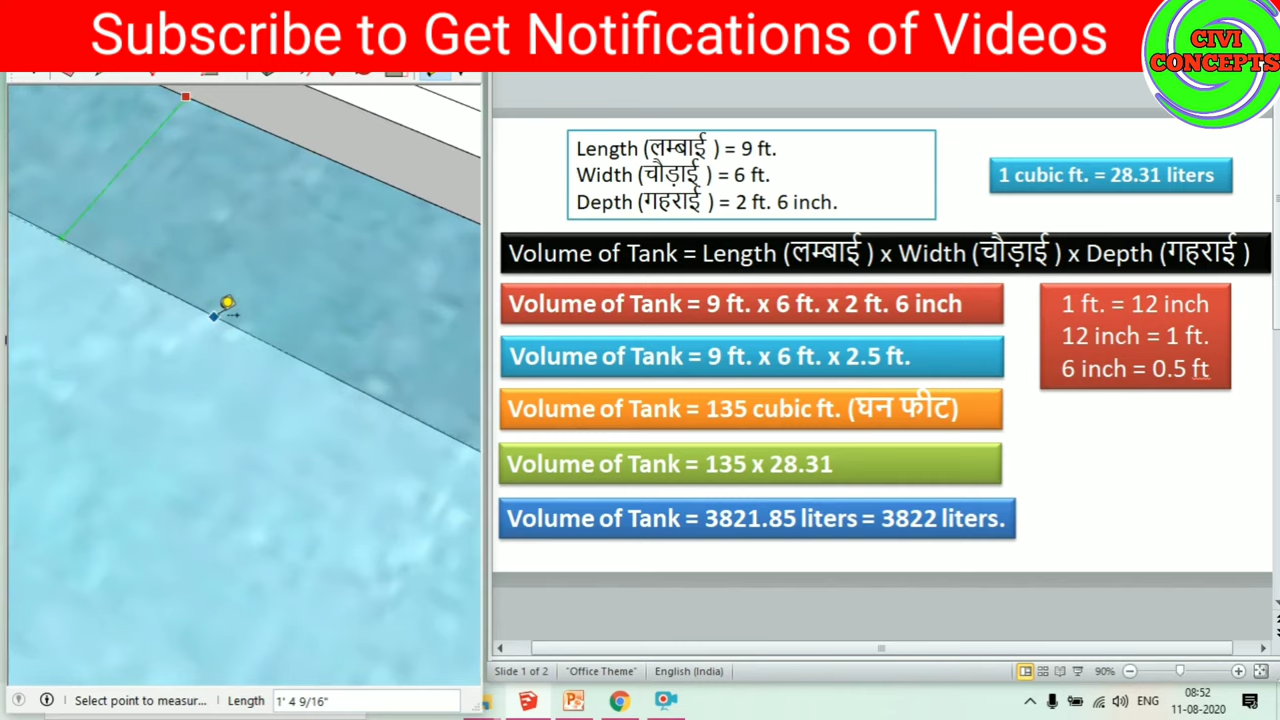 Subscribe to Get Notifications of Videos
CIVI
CONCEPTS
Length (लम्बाई ) = 9 ft.
Width (चौड़ाई ) = 6 ft.
Depth (गहराई ) = 2 ft. 6 inch.
1 cubic ft. = 28.31 liters
Volume of Tank = Length (लम्बाई ) x Width (चौड़ाई ) x Depth (गहराई )
Volume of Tank = 9 ft. x 6 ft. x 2 ft. 6 inch
Volume of Tank = 9 ft. x 6 ft. x 2.5 ft.
Volume of Tank = 135 cubic ft. (घन फीट)
Volume of Tank = 135 x 28.31
Volume of Tank = 3821.85 liters = 3822 liters.
1 ft. = 12 inch
12 inch = 1 ft.
6 inch = 0.5 ft
Slide 1 of 2
"Office Theme"
English (India)
90%
Select point to measur...
Length
1' 4 9/16"
ENG
08:52
11-08-2020